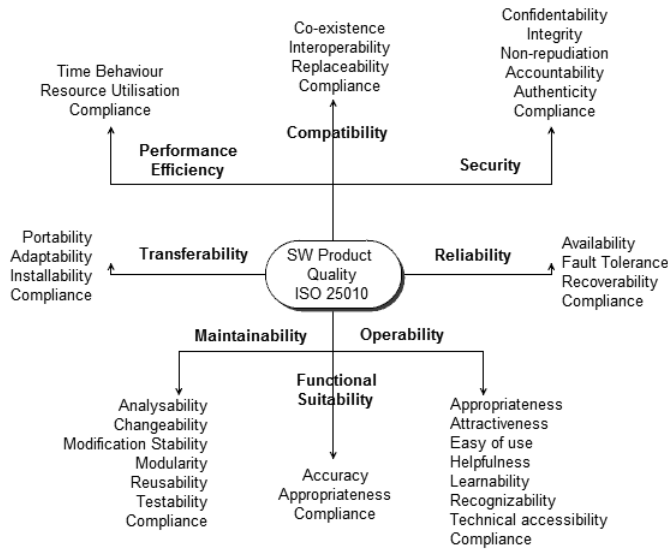 Confidentability
Integrity
Non-repudiation
Accountability
Authenticity
Compliance
Co-existence
Interoperability
Replaceability
Compliance
Time Behaviour
Resource Utilisation
Compliance
Compatibility
Performance
Efficiency
Security
Portability
Adaptability
Installability
Compliance
Transferability
SW Product
Quality
ISO 25010
Reliability
Availability
Fault Tolerance
Recoverability
Compliance
Maintainability
Operability
Functional
Suitability
Analysability
Changeability
Modification Stability
Modularity
Reusability
Testability
Compliance
Accuracy
Appropriateness
Compliance
Appropriateness
Attractiveness
Easy of use
Helpfulness
Learnability
Recognizability
Technical accessibility
Compliance